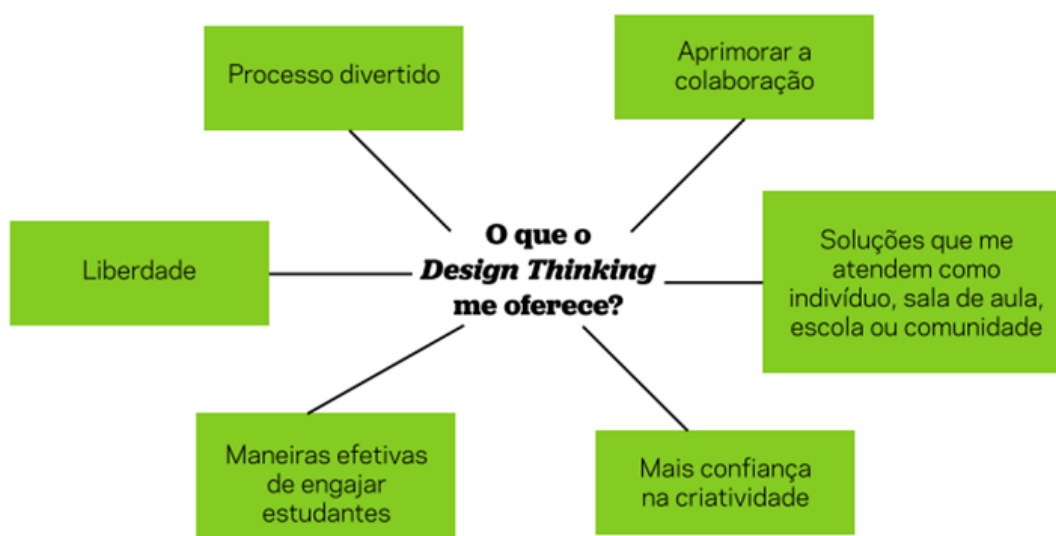 Processo divertido
Aprimorar a
colaboração
O que o
Design Thinking
me oferece?
Liberdade
Soluções que me
atendem como
indivíduo, sala de aula,
escola ou comunidade
Maneiras efetivas
de engajar
estudantes
Mais confiança
na criatividade